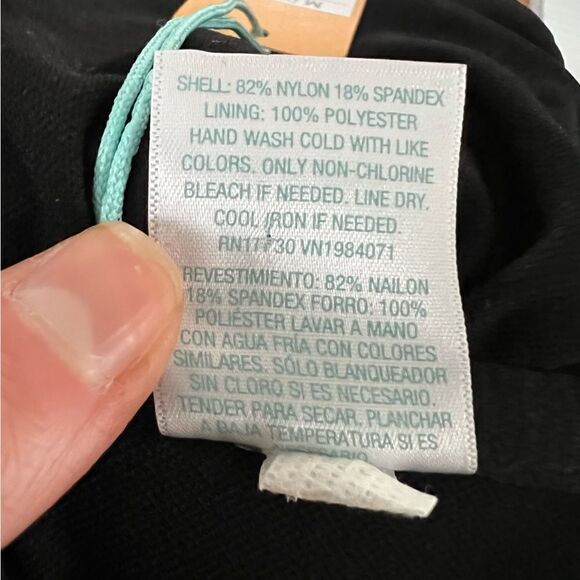 SHELL: 82% NYLON 18% SPANDEX
LINING: 100% POLYESTER
HAND WASH COLD WITH LIKE
COLORS. ONLY NON-CHLORINE
BLEACH IF NEEDED. LINE DRY.
COOL IRON IF NEEDED.
VN1984071
REVESTIMIENTO: 82% NAILON
18% SPANDEX FORRO: 100%
POLIÉSTER LAVAR A MANO
CON AGUA FRÍA CON COLORES
SIMILARES. SÓLO BLANQUEADOR
SIN CLORO SI ES NECESARIO.
TENDER PARA SECAR. PLANCHAR
A BAJA TEMPERATURA SI ES